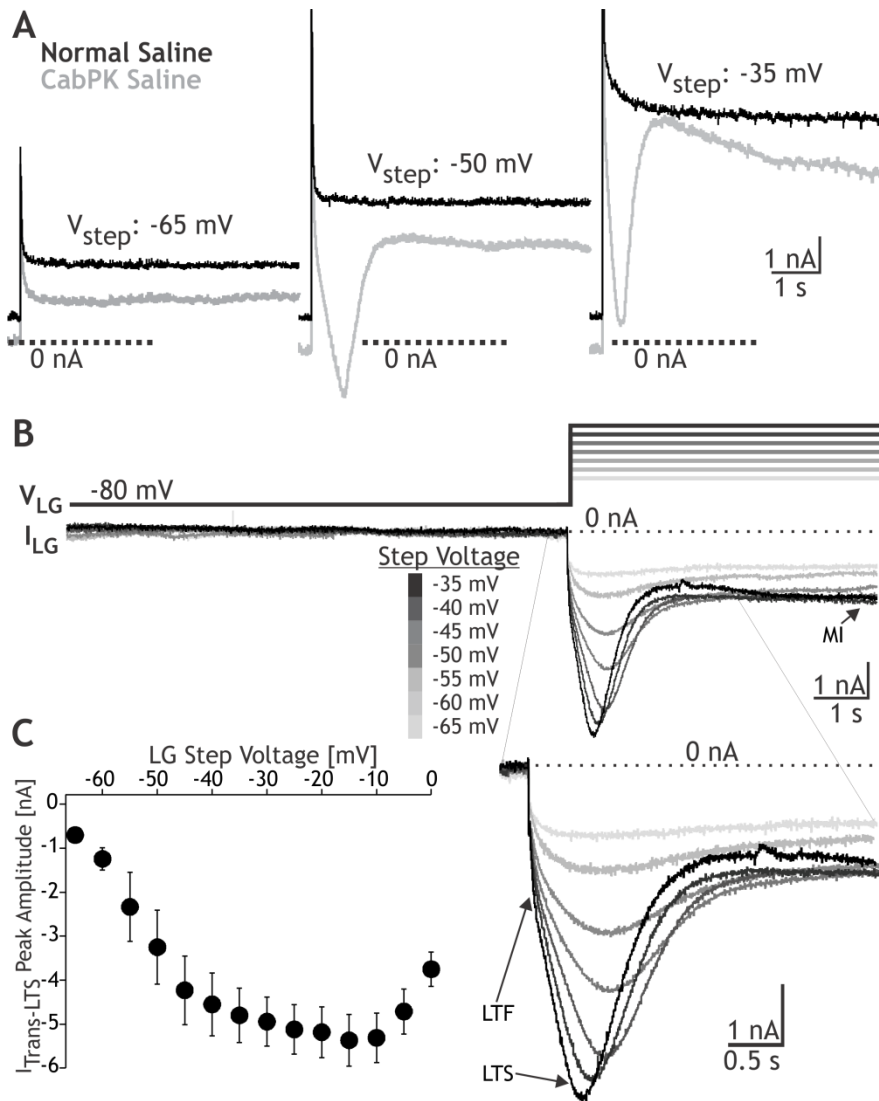 A
Normal Saline
CabPK Saline
Vstep: -65 mV
Vstep: -50 mV
Vstep: -35 mV
1 nA
1 s
0 nA
0 nA
0 nA
B
VLG
-80 mV
ILG
0 nA
Step Voltage
-35 mV
-40 mV
-45 mV
-50 mV
-55 mV
-60 mV
-65 mV
MI
1 nA
1 s
C
LG Step Voltage [mV]
-60 -50 -40 -30 -20 -10 0
ITrans-LTS Peak Amplitude [nA]
0
-1
-2
-3
-4
-5
-6
0 nA
LTF
LTS
1 nA
0.5 s